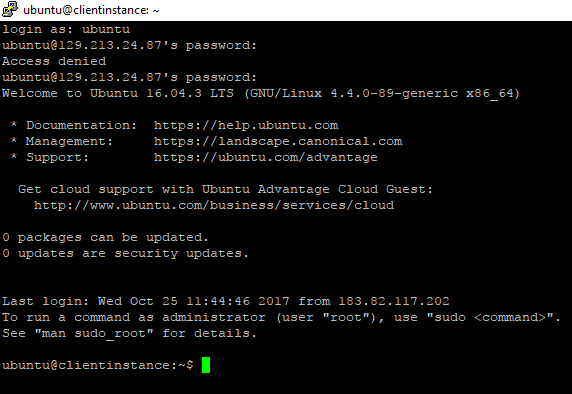 ubuntu@clientinstance: ~
login as: ubuntu
ubuntu@129.213.24.87's password:
Access denied
ubuntu@129.213.24.87's password:
Welcome to Ubuntu 16.04.3 LTS (GNU/Linux 4.4.0-89-generic x86_64)
* Documentation:  https://help.ubuntu.com
* Management:     https://landscape.canonical.com
* Support:        https://ubuntu.com/advantage
Get cloud support with Ubuntu Advantage Cloud Guest:
http://www.ubuntu.com/business/services/cloud
0 packages can be updated.
0 updates are security updates.
Last login: Wed Oct 25 11:44:46 2017 from 183.82.117.202
To run a command as administrator (user "root"), use "sudo <command>".
See "man sudo_root" for details.
ubuntu@clientinstance:~$